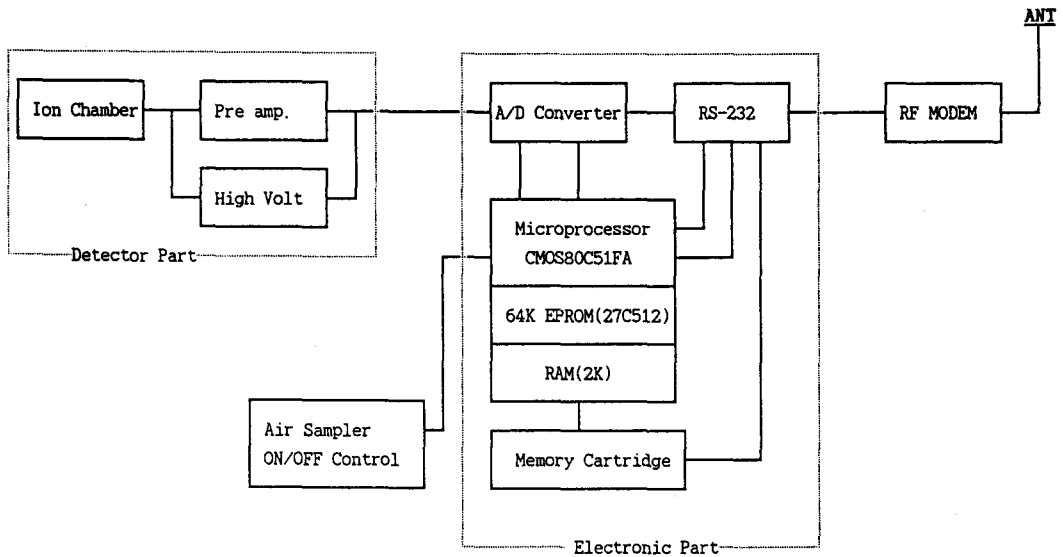 ANT
Ion Chamber
Pre amp.
High Volt
Detector Part
A/D Converter
RS-232
RF MODEM
Microprocessor
CMOS80C51FA
64K EPROM(27C512)
RAM(2K)
Memory Cartridge
Air Sampler
ON/OFF Control
Electronic Part